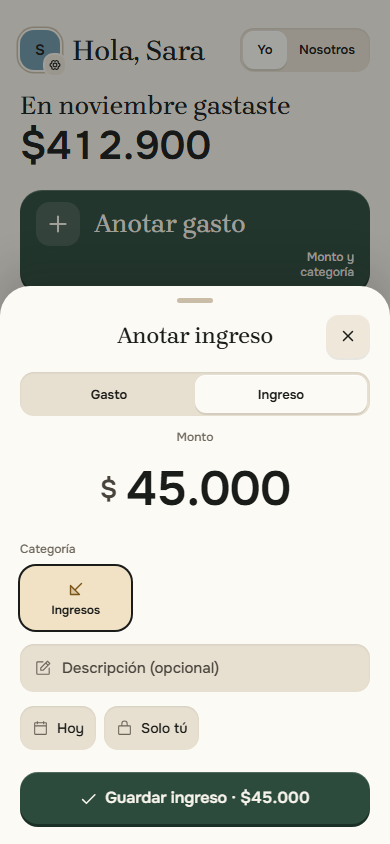 S
Hola, Sara
Yo
Nosotros
En noviembre gastaste
$412.900
Anotar gasto
Monto y
categoría
Anotar ingreso
Gasto
Ingreso
Monto
$ 45.000
Categoría
Ingresos
Descripción (opcional)
Hoy
Solo tú
Guardar ingreso · $45.000